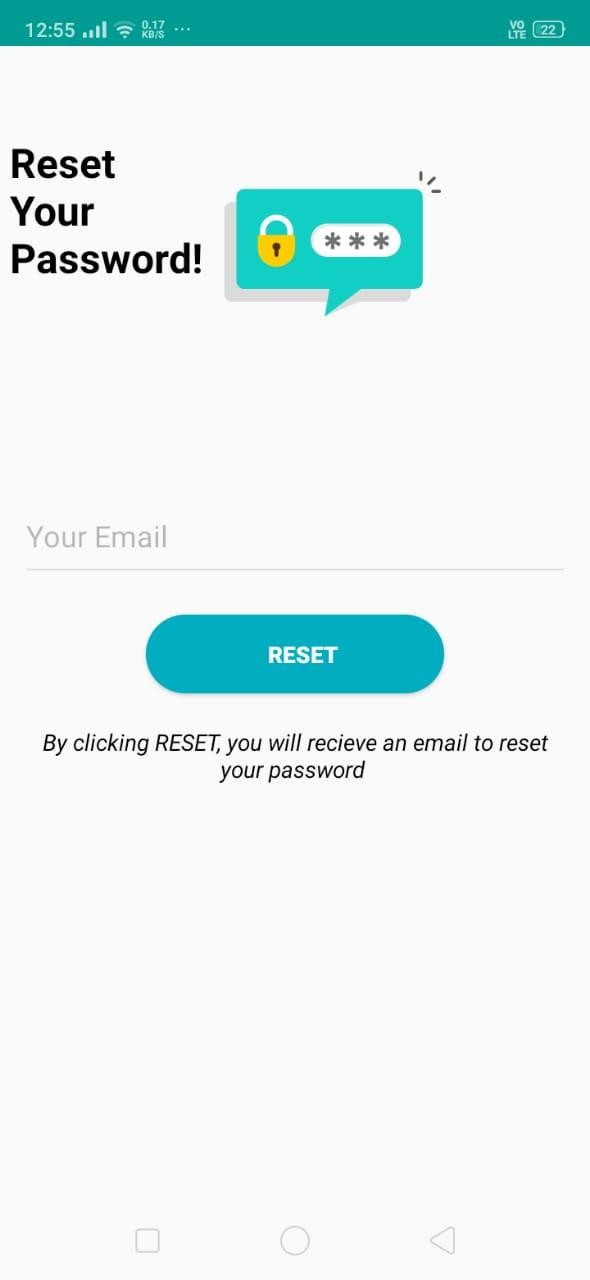 12:55 0.17 KB/S ... VO LTE 22
Reset
Your
Password!
***
Your Email
RESET
By clicking RESET, you will recieve an email to reset
your password